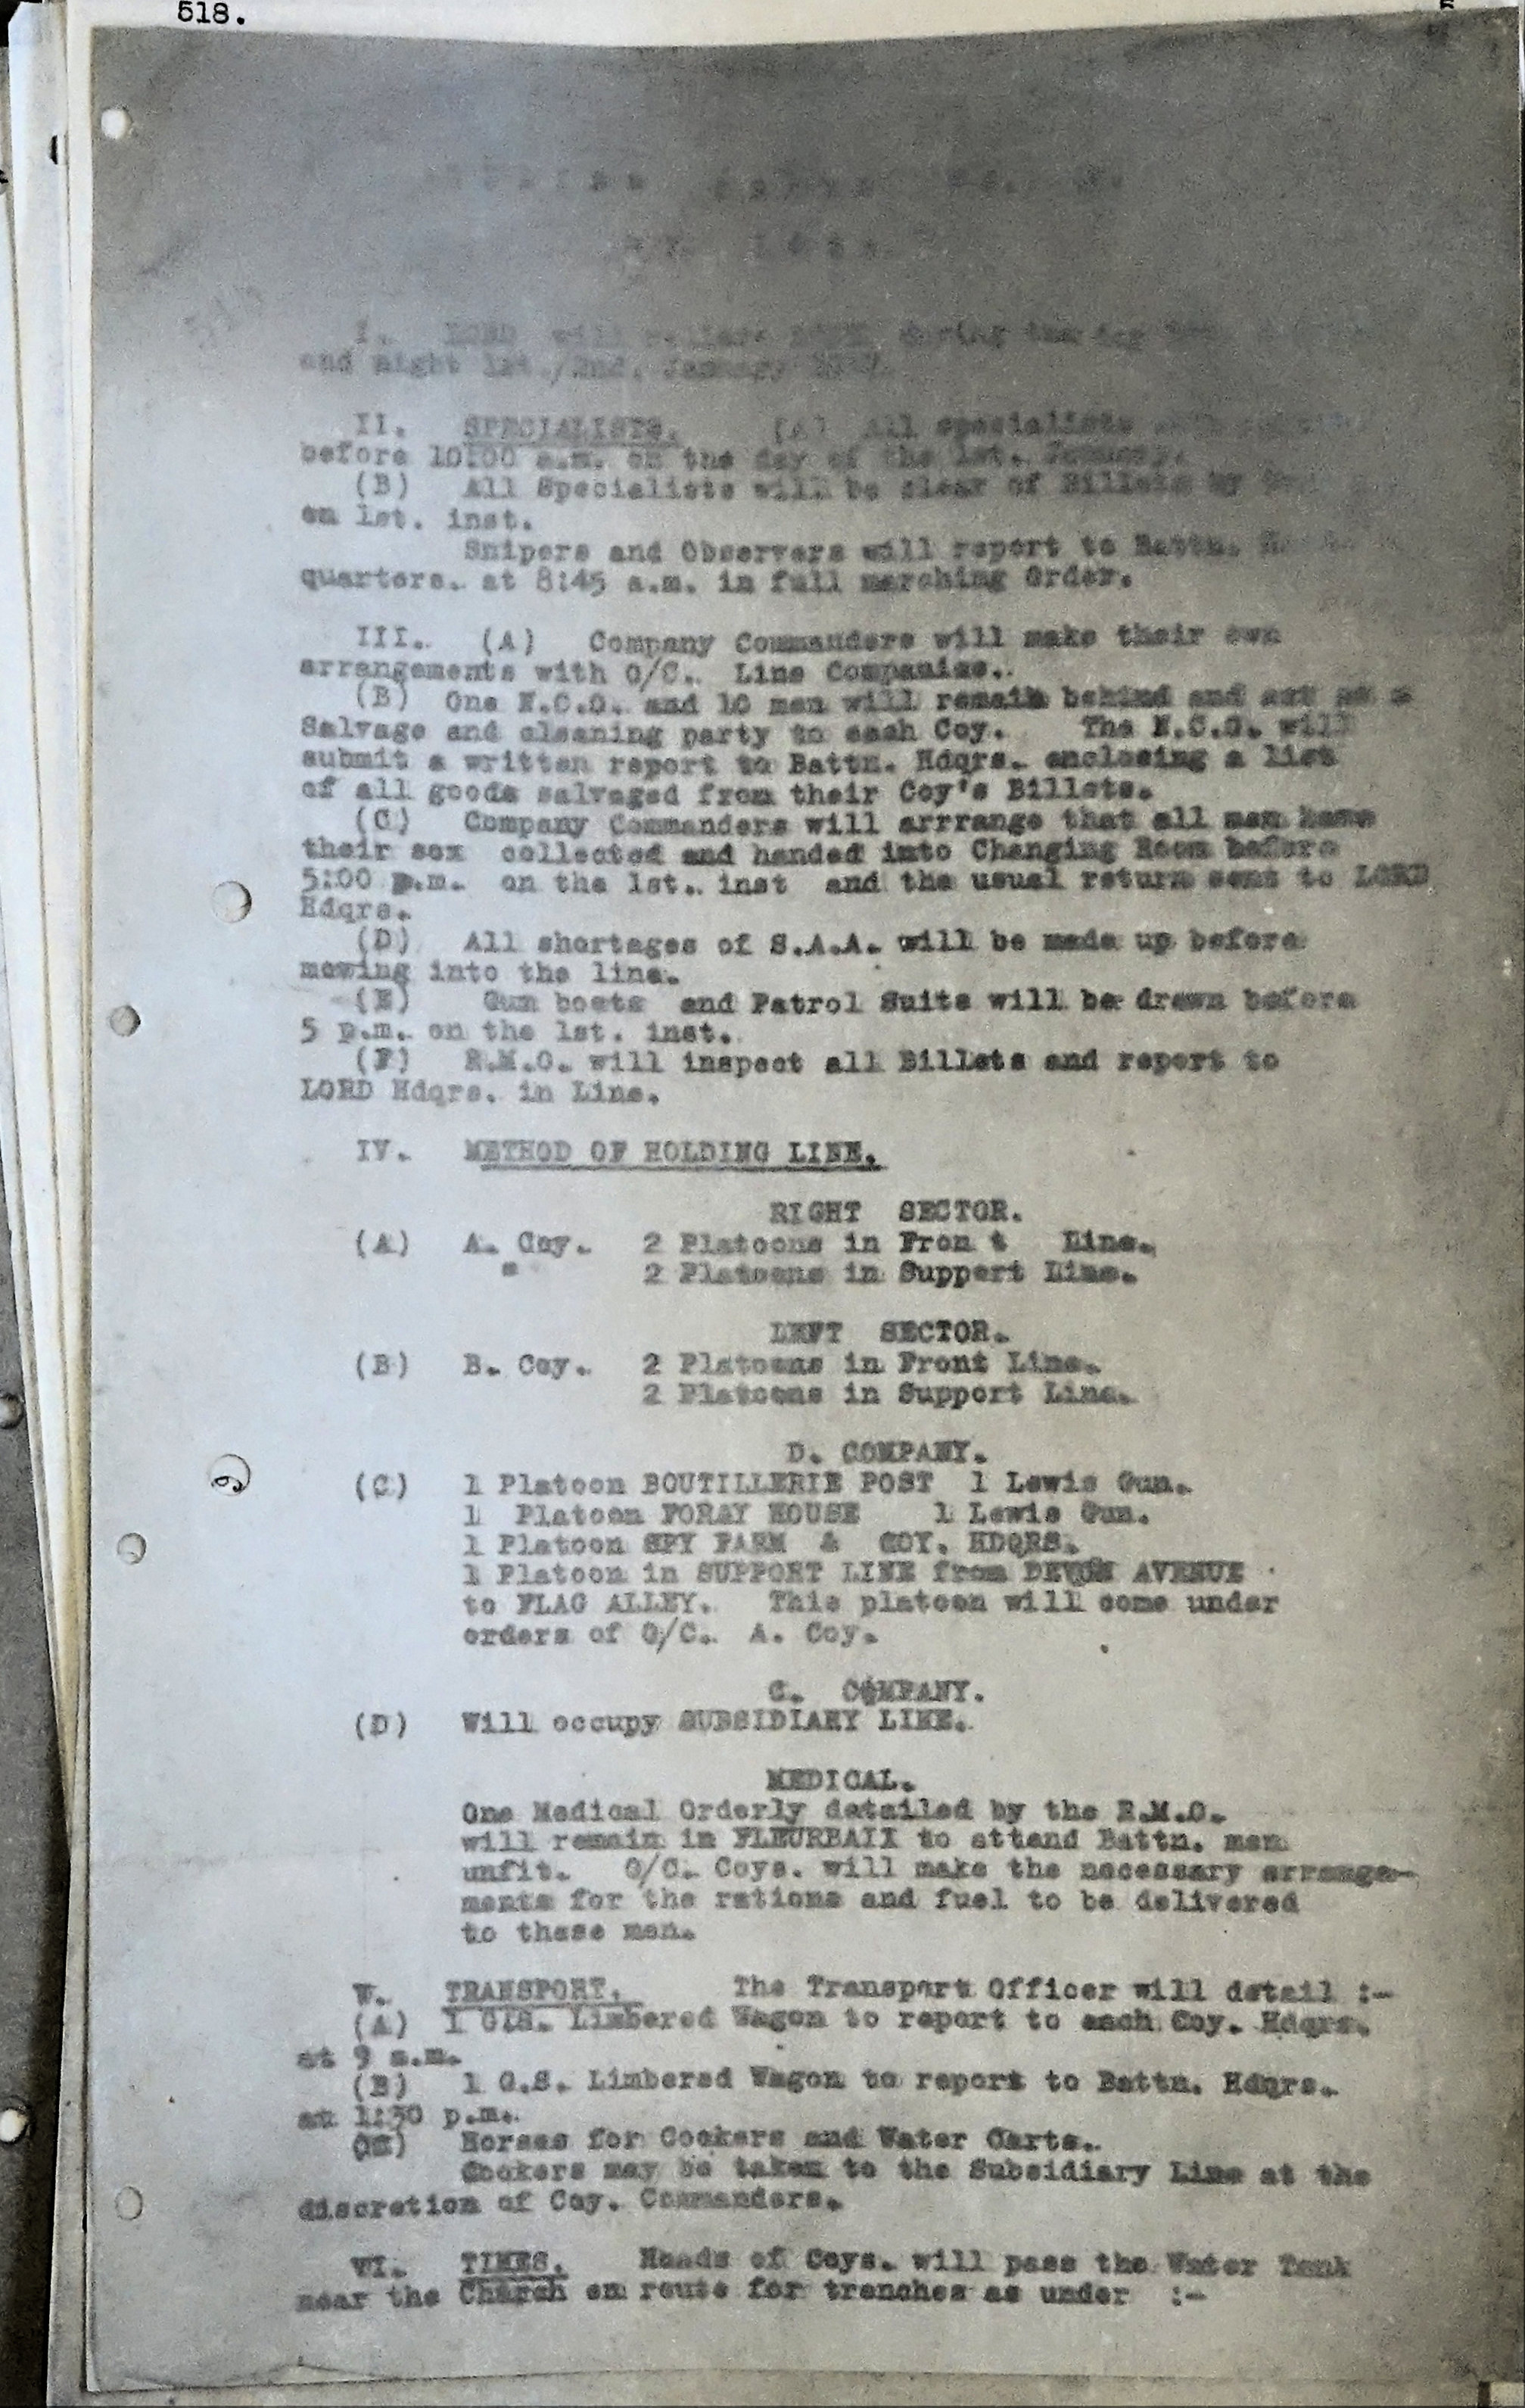 518.
I. LORD will during the day
and night 1st./2nd. January
II. SPECIALISTS. (A) All specialists
before 10:00 a.m. on the day of the 1st. January.
(B) All Specialists will be clear of Billets by
on 1st. inst.
Snipers and Observers will report to Battn.
quarters. at 8:45 a.m. in full marching Order.
III. (A) Company Commanders will make their own
arrangements with O/C. Line Companies.
(B) One N.C.O. and 10 men will remain behind and act as a
Salvage and cleaning party to each Coy. The N.C.O. will
submit a written report to Battn. Hdqrs. enclosing a list
of all goods salvaged from their Coy's Billets.
(C) Company Commanders will arrrange that all men have
their sox collected and handed into Changing Room before
5:00 p.m. on the 1st. inst and the usual return sent to LORD
Hdqrs.
(D) All shortages of S.A.A. will be made up before
moving into the line.
(E) Gum boots and Patrol Suits will be drawn before
5 p.m. on the 1st. inst.
(F) R.M.O. will inspect all Billets and report to
LORD Hdqrs. in Line.
IV. METHOD OF HOLDING LINE.
RIGHT SECTOR.
(A) A. Coy. 2 Platoons in Fron t Line.
" 2 Platoons in Support Line.
LEFT SECTOR.
(B) B. Coy. 2 Platoons in Front Line.
2 Platoons in Support Line.
D. COMPANY.
(C) 1 Platoon BOUTILLERIE POST 1 Lewis Gun.
1 Platoon FORAY HOUSE 1 Lewis Gun.
1 Platoon SPY FARM & COY. HDQRS.
1 Platoon in SUPPORT LINE from DEVON AVENUE
to FLAG ALLEY. This platoon will come under
orders of O/C. A. Coy.
C. COMPANY.
(D) Will occupy SUBSIDIARY LINE.
MEDICAL.
One Medical Orderly detailed by the R.M.O.
will remain in FLEURBAIX to attend Battn. men
unfit. O/C. Coys. will make the necessary arrange-
ments for the rations and fuel to be delivered
to these men.
V. TRANSPORT. The Transport Officer will detail :-
(A) 1 G.S. Limbered Wagon to report to each Coy. Hdqrs.
at 9 a.m.
(B) 1 G.S. Limbered Wagon to report to Battn. Hdqrs.
at 1:30 p.m.
Horses for Cookers and Water Carts.
Cookers may be taken to the Subsidiary Line at the
discretion of Coy. Commanders.
VI. TIMES. Heads of Coys. will pass the Water Tank
near the Church en route for trenches as under :-